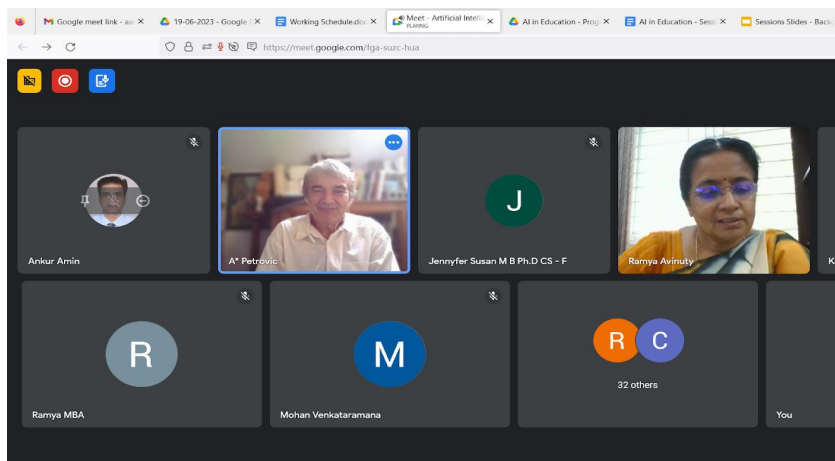 Google meet link - aa
19-06-2023 - Google
Working Schedule.doc
Meet - Artificial Intelli
PLAYING
AI in Education - Prog
AI in Education - Sessi
Sessions Slides - Back
https://meet.google.com/fga-suzc-hua
J
Ankur Amin
A* Petrovic
Jennyfer Susan M B Ph.D CS - F
Ramya Avinuty
K
R
M
R
C
32 others
Ramya MBA
Mohan Venkataramana
You